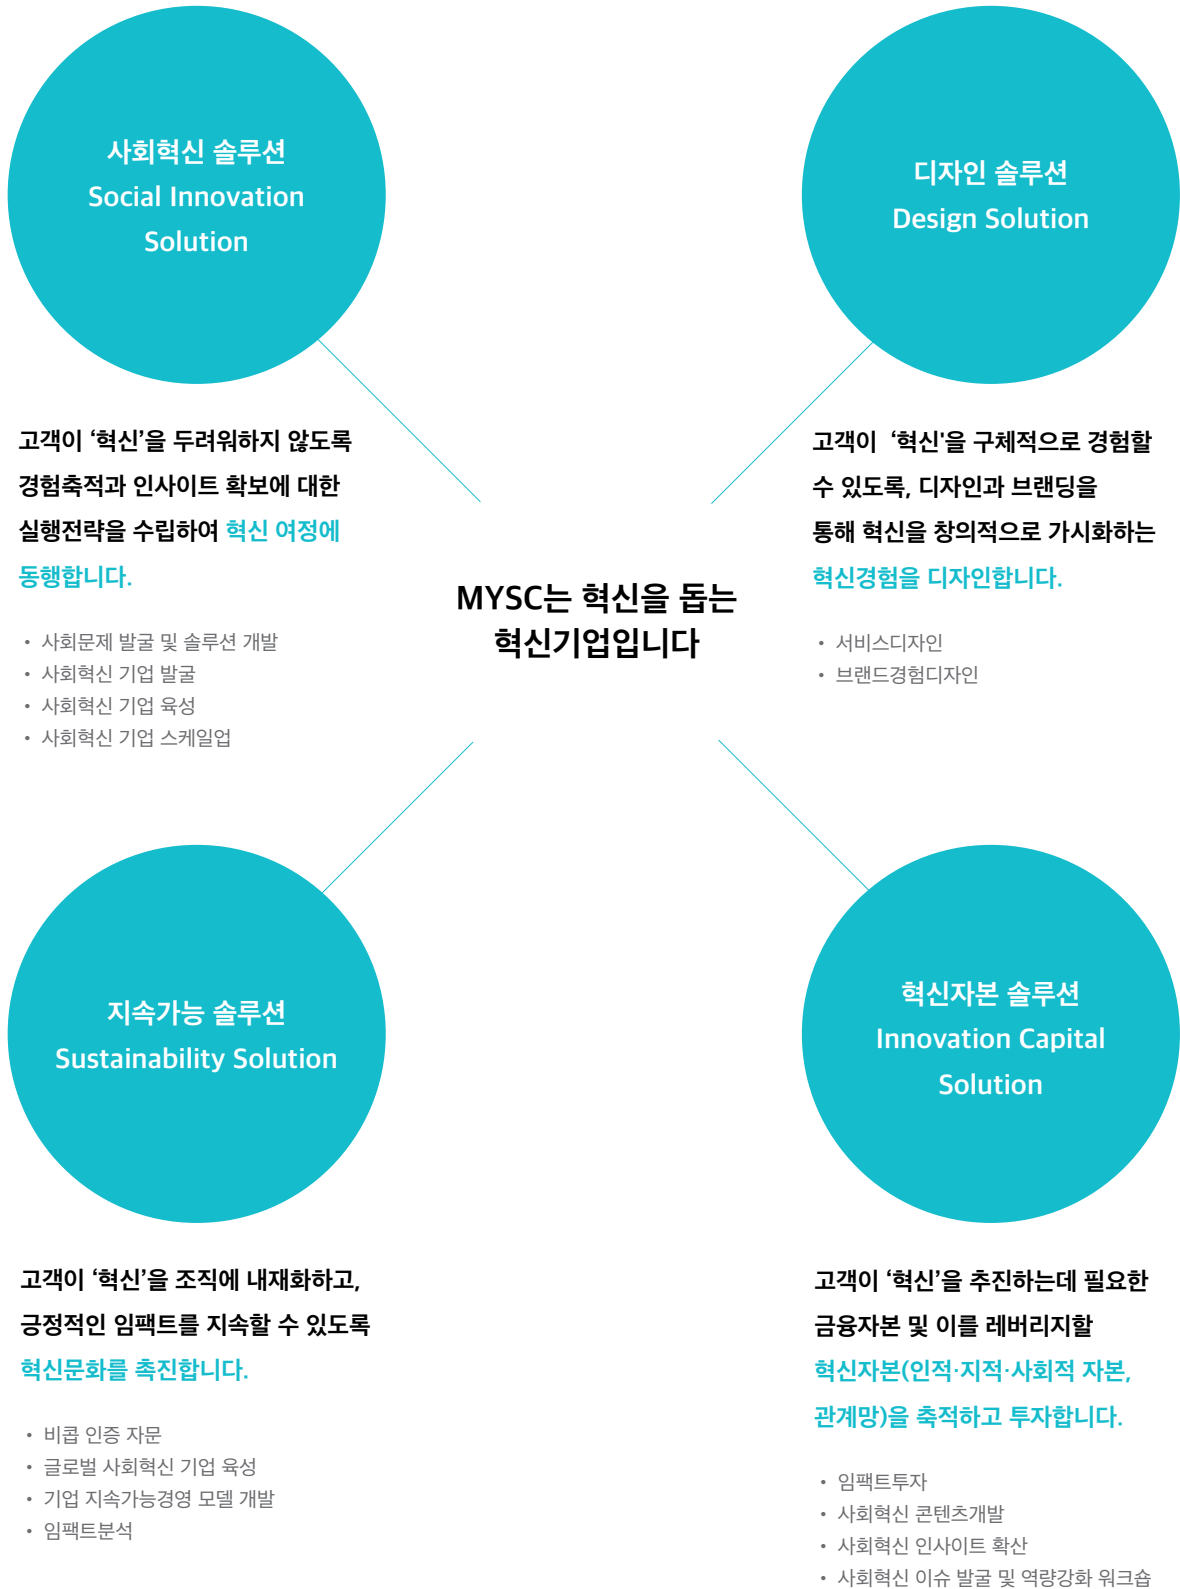 사회혁신 솔루션
Social Innovation
Solution
고객이 ‘혁신’을 두려워하지 않도록
경험축적과 인사이트 확보에 대한
실행전략을 수립하여 혁신 여정에
동행합니다.
• 사회문제 발굴 및 솔루션 개발
• 사회혁신 기업 발굴
• 사회혁신 기업 육성
• 사회혁신 기업 스케일업
디자인 솔루션
Design Solution
고객이 ‘혁신'을 구체적으로 경험할
수 있도록, 디자인과 브랜딩을
통해 혁신을 창의적으로 가시화하는
혁신경험을 디자인합니다.
• 서비스디자인
• 브랜드경험디자인
MYSC는 혁신을 돕는
혁신기업입니다
지속가능 솔루션
Sustainability Solution
고객이 ‘혁신’을 조직에 내재화하고,
긍정적인 임팩트를 지속할 수 있도록
혁신문화를 촉진합니다.
• 비콥 인증 자문
• 글로벌 사회혁신 기업 육성
• 기업 지속가능경영 모델 개발
• 임팩트분석
혁신자본 솔루션
Innovation Capital
Solution
고객이 ‘혁신’을 추진하는데 필요한
금융자본 및 이를 레버리지할
혁신자본(인적·지적·사회적 자본,
관계망)을 축적하고 투자합니다.
• 임팩트투자
• 사회혁신 콘텐츠개발
• 사회혁신 인사이트 확산
• 사회혁신 이슈 발굴 및 역량강화 워크숍